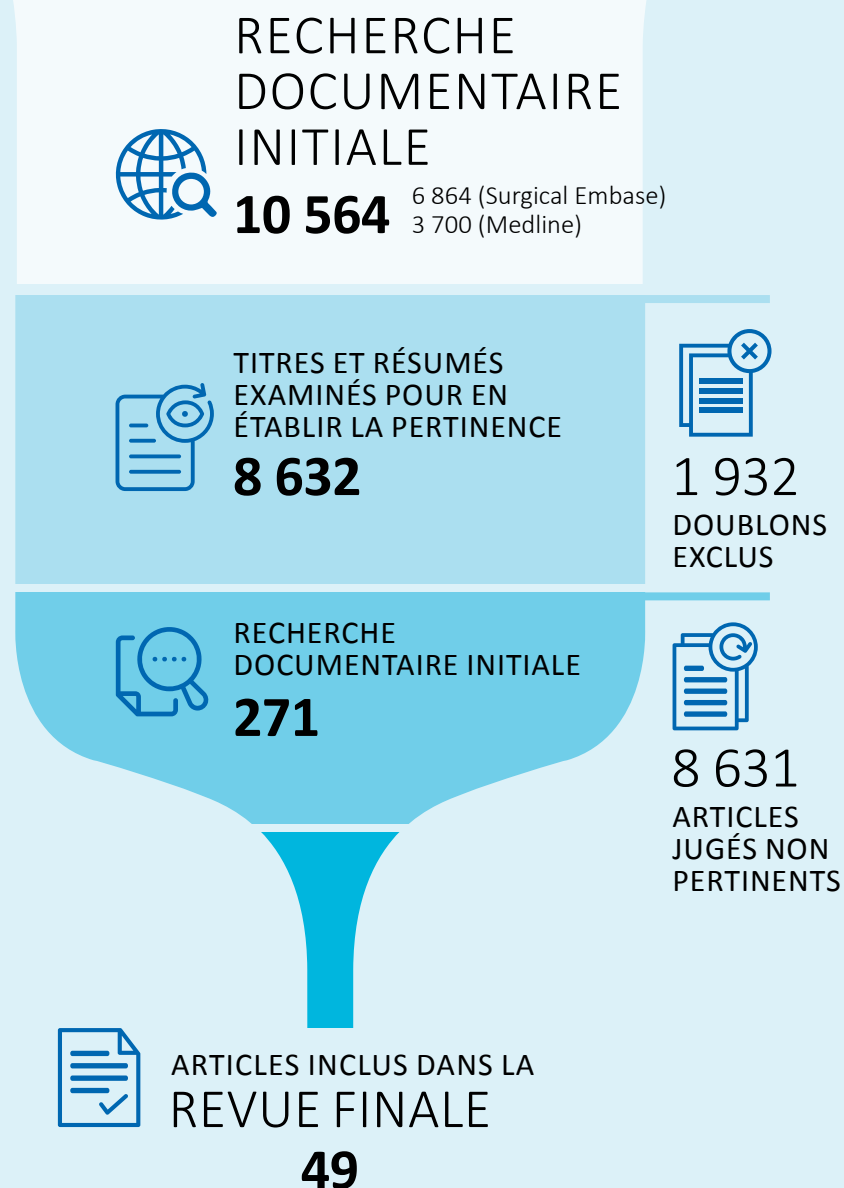 RECHERCHE
DOCUMENTAIRE
INITIALE
10 564
6 864 (Surgical Embase)
3 700 (Medline)
TITRES ET RÉSUMÉS
EXAMINÉS POUR EN
ÉTABLIR LA PERTINENCE
8 632
1 932
DOUBLONS
EXCLUS
RECHERCHE
DOCUMENTAIRE INITIALE
271
8 631
ARTICLES
JUGÉS NON
PERTINENTS
ARTICLES INCLUS DANS LA
REVUE FINALE
49